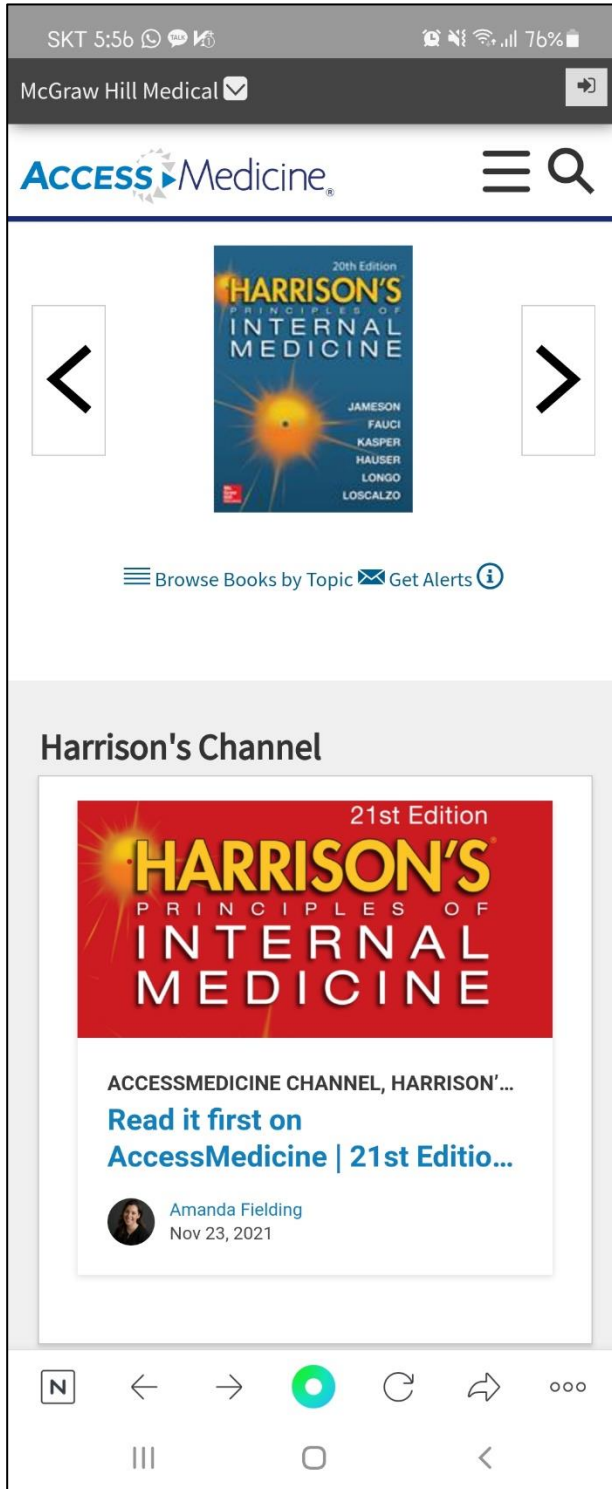 SKT 5:56 TALK 76%
McGraw Hill Medical
ACCESS Medicine®
20th Edition
HARRISON'S
PRINCIPLES OF
INTERNAL
MEDICINE
JAMESON
FAUCI
KASPER
HAUSER
LONGO
LOSCALZO
Browse Books by Topic Get Alerts
Harrison's Channel
21st Edition
HARRISON'S®
PRINCIPLES OF
INTERNAL
MEDICINE
ACCESSMEDICINE CHANNEL, HARRISON'...
Read it first on
AccessMedicine | 21st Editio...
Amanda Fielding
Nov 23, 2021
N